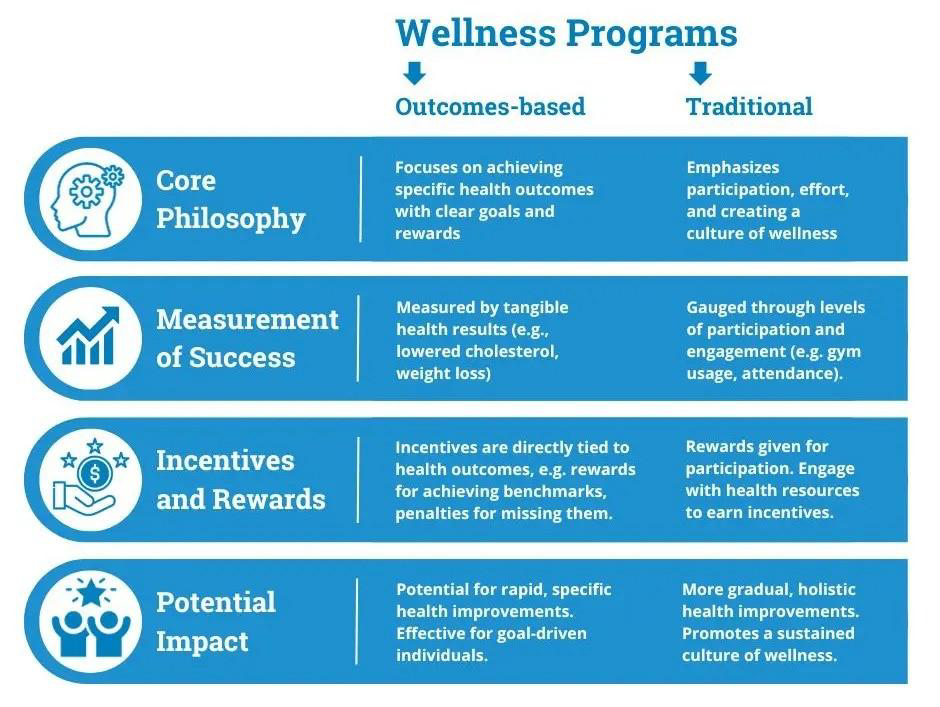 Wellness Programs
Outcomes-based
Traditional
Core
Philosophy
Focuses on achieving
specific health outcomes
with clear goals and
rewards
Emphasizes
participation, effort,
and creating a
culture of wellness
Measurement
of Success
Measured by tangible
health results (e.g.,
lowered cholesterol,
weight loss)
Gauged through levels
of participation and
engagement (e.g. gym
usage, attendance).
Incentives
and Rewards
Incentives are directly tied to
health outcomes, e.g. rewards
for achieving benchmarks,
penalties for missing them.
Rewards given for
participation. Engage
with health resources
to earn incentives.
Potential
Impact
Potential for rapid, specific
health improvements.
Effective for goal-driven
individuals.
More gradual, holistic
health improvements.
Promotes a sustained
culture of wellness.
$